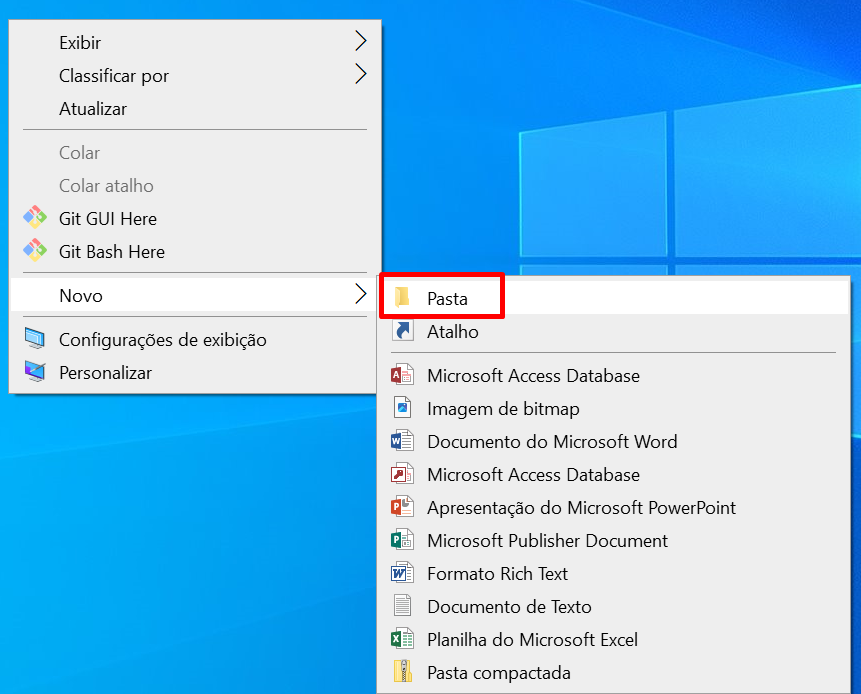 Exibir
Classificar por
Atualizar
Colar
Colar atalho
Git GUI Here
Git Bash Here
Novo
Configurações de exibição
Personalizar
Pasta
Atalho
Microsoft Access Database
Imagem de bitmap
Documento do Microsoft Word
Microsoft Access Database
Apresentação do Microsoft PowerPoint
Microsoft Publisher Document
Formato Rich Text
Documento de Texto
Planilha do Microsoft Excel
Pasta compactada